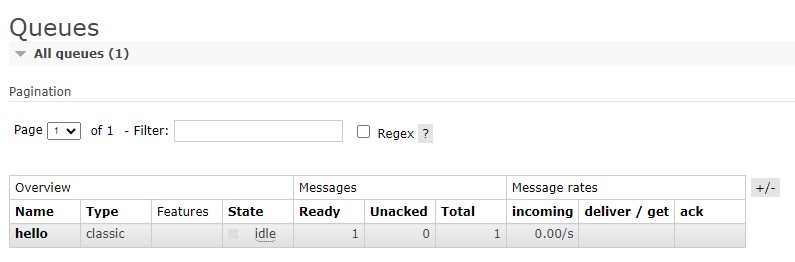 Queues
All queues (1)
Pagination
Page 1 of 1 - Filter: Regex ?
Overview Messages Message rates +/-
Name Type Features State Ready Unacked Total incoming deliver / get ack
hello classic idle 1 0 1 0.00/s